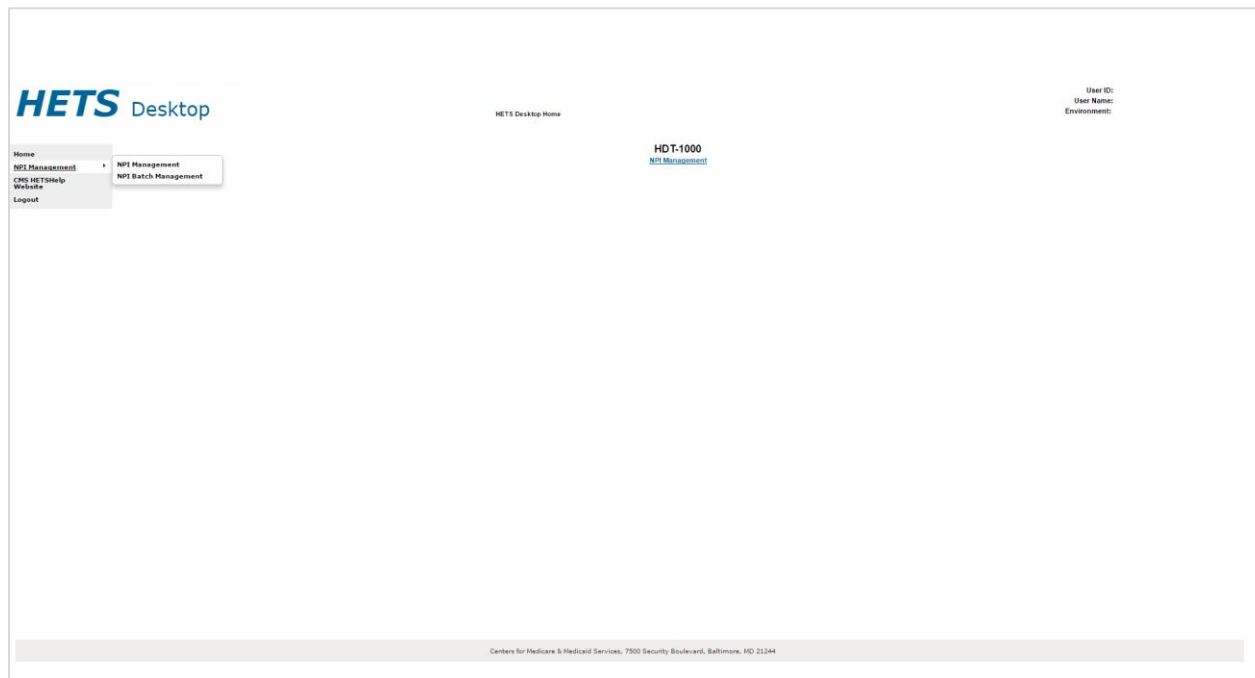 HETS Desktop
HETS Desktop Home
User ID:
User Name:
Environment:
Home
NPI Management
CMS HETSHelp
Website
Logout
NPI Management
NPI Batch Management
HDT-1000
NPI Management
Centers for Medicare & Medicaid Services, 7500 Security Boulevard, Baltimore, MD 21244